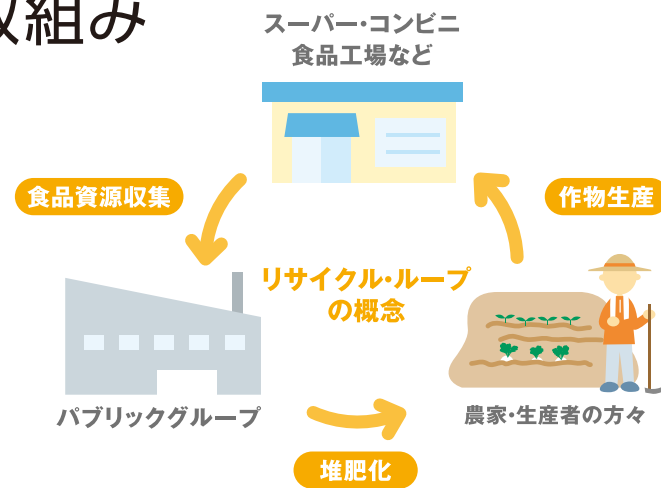 取組み
スーパー・コンビニ
食品工場など
食品資源収集
作物生産
リサイクル・ループ
の概念
パブリックグループ
農家・生産者の方々
堆肥化